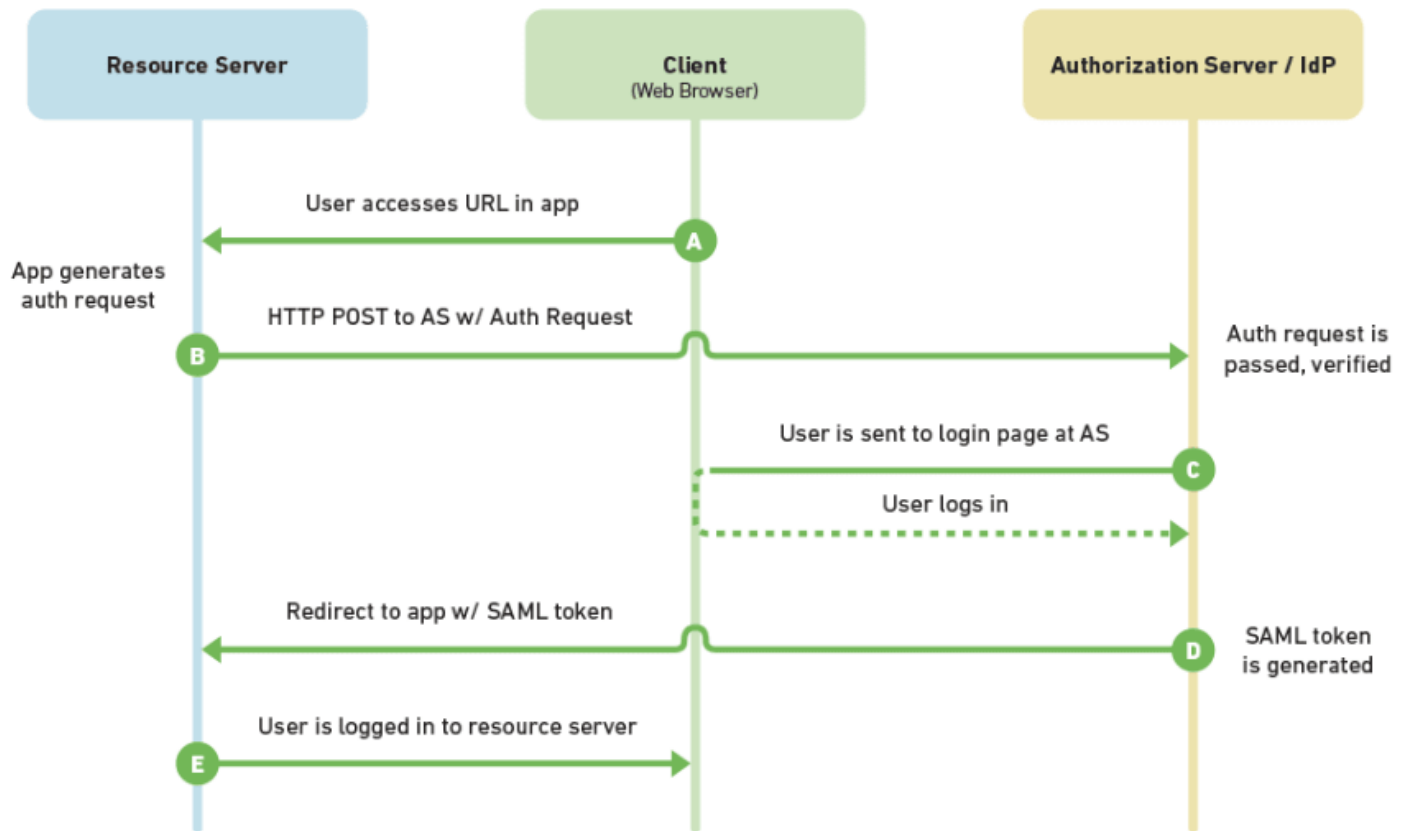 Resource Server
Client
(Web Browser)
Authorization Server / IdP
User accesses URL in app
A
App generates
auth request
HTTP POST to AS w/ Auth Request
B
Auth request is
passed, verified
User is sent to login page at AS
C
User logs in
Redirect to app w/ SAML token
D
SAML token
is generated
User is logged in to resource server
E